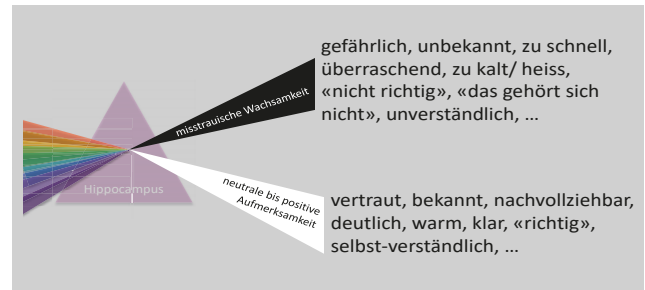 gefährlich, unbekannt, zu schnell,
überraschend, zu kalt/ heiss,
«nicht richtig», «das gehört sich
nicht», unverständlich, ...
misstrauische Wachsamkeit
Hippocampus
neutrale bis positive
Aufmerksamkeit
vertraut, bekannt, nachvollziehbar,
deutlich, warm, klar, «richtig»,
selbst-verständlich, ...